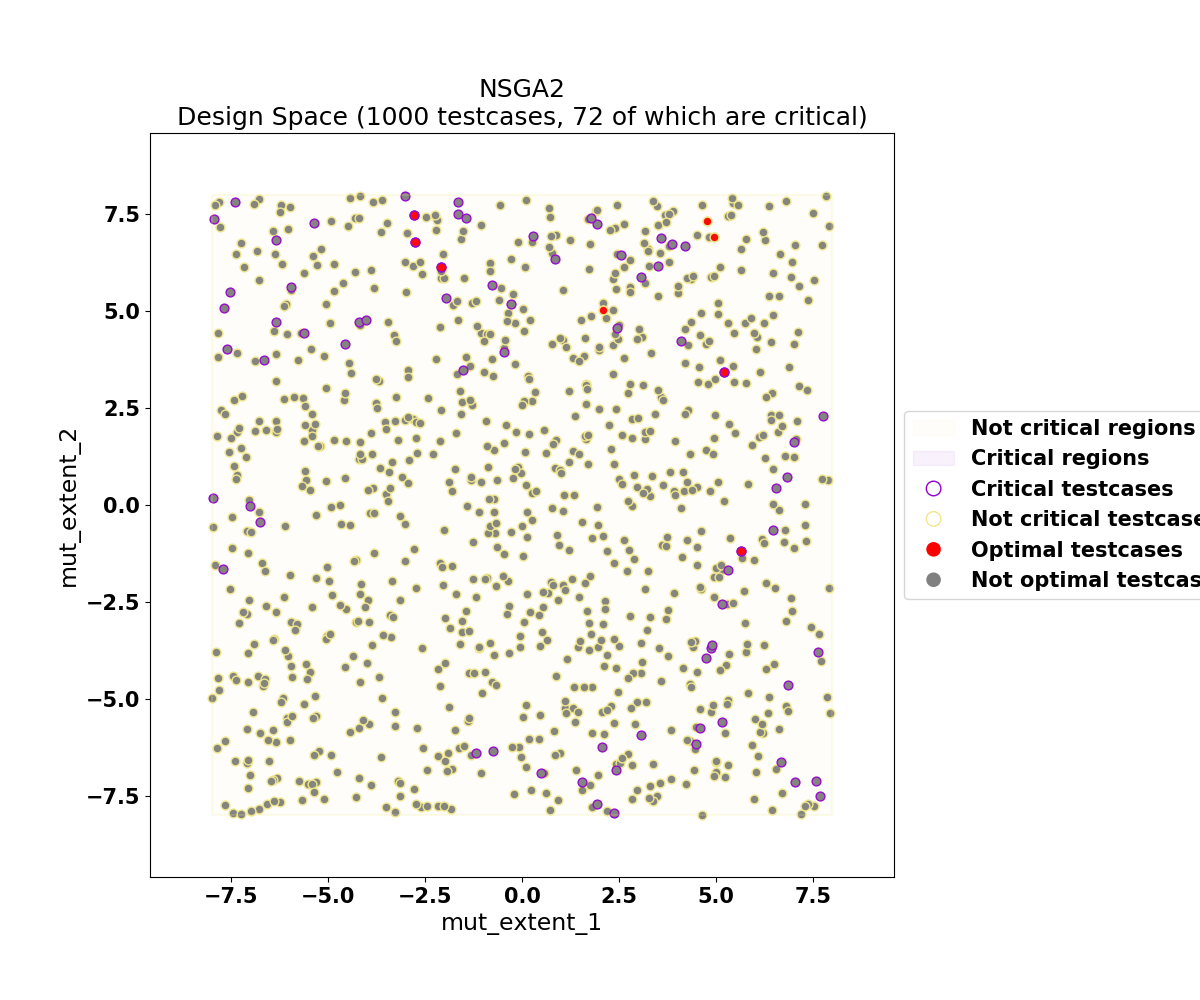 NSGA2
Design Space (1000 testcases, 72 of which are critical)
7.5
5.0
2.5
0.0
−2.5
−5.0
−7.5
mut_extent_2
−7.5 −5.0 −2.5 0.0 2.5 5.0 7.5
mut_extent_1
Not critical regions
Critical regions
Critical testcases
Not critical testcase
Optimal testcases
Not optimal testcas